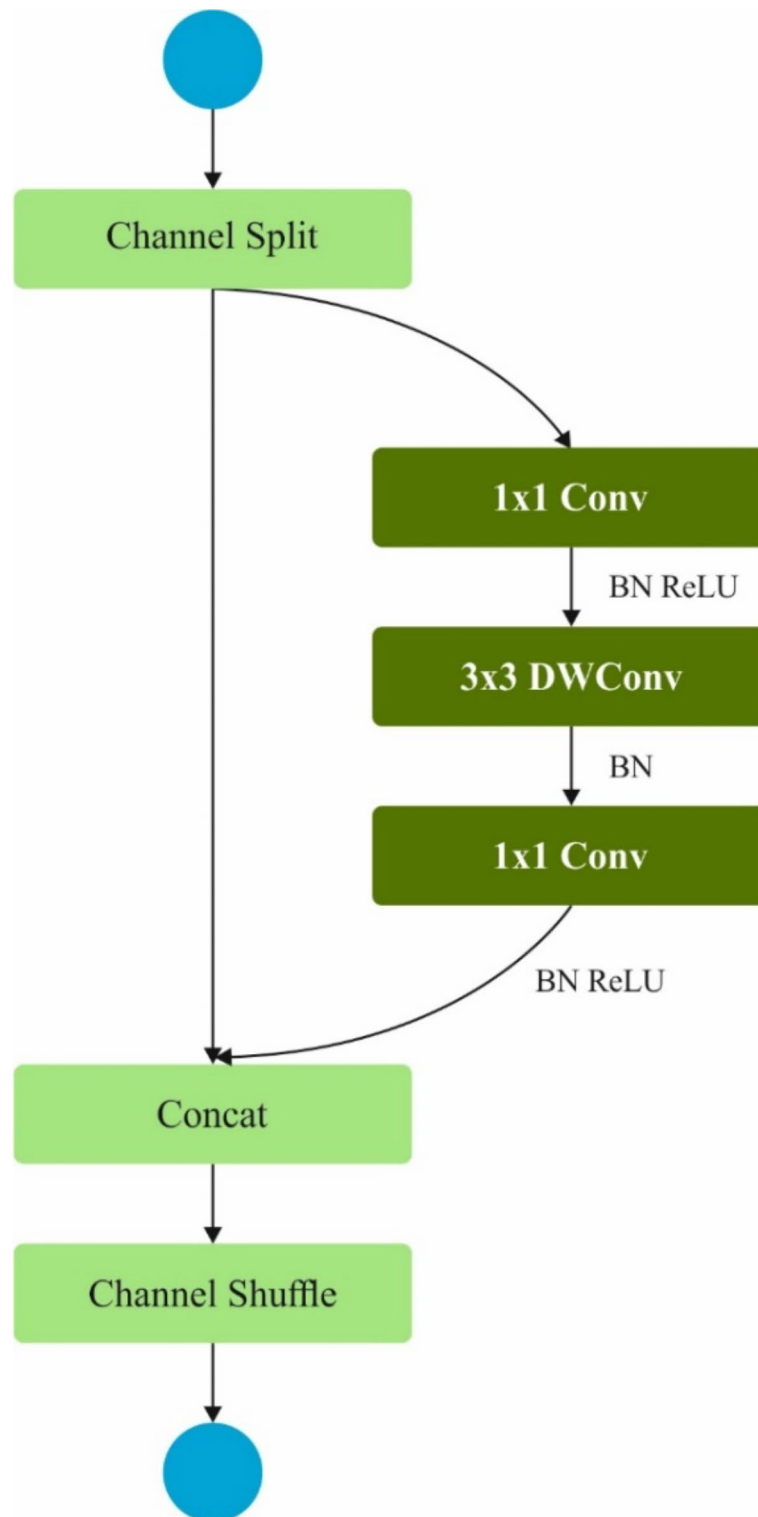 Channel Split
1x1 Conv
BN ReLU
3x3 DWConv
BN
1x1 Conv
BN ReLU
Concat
Channel Shuffle